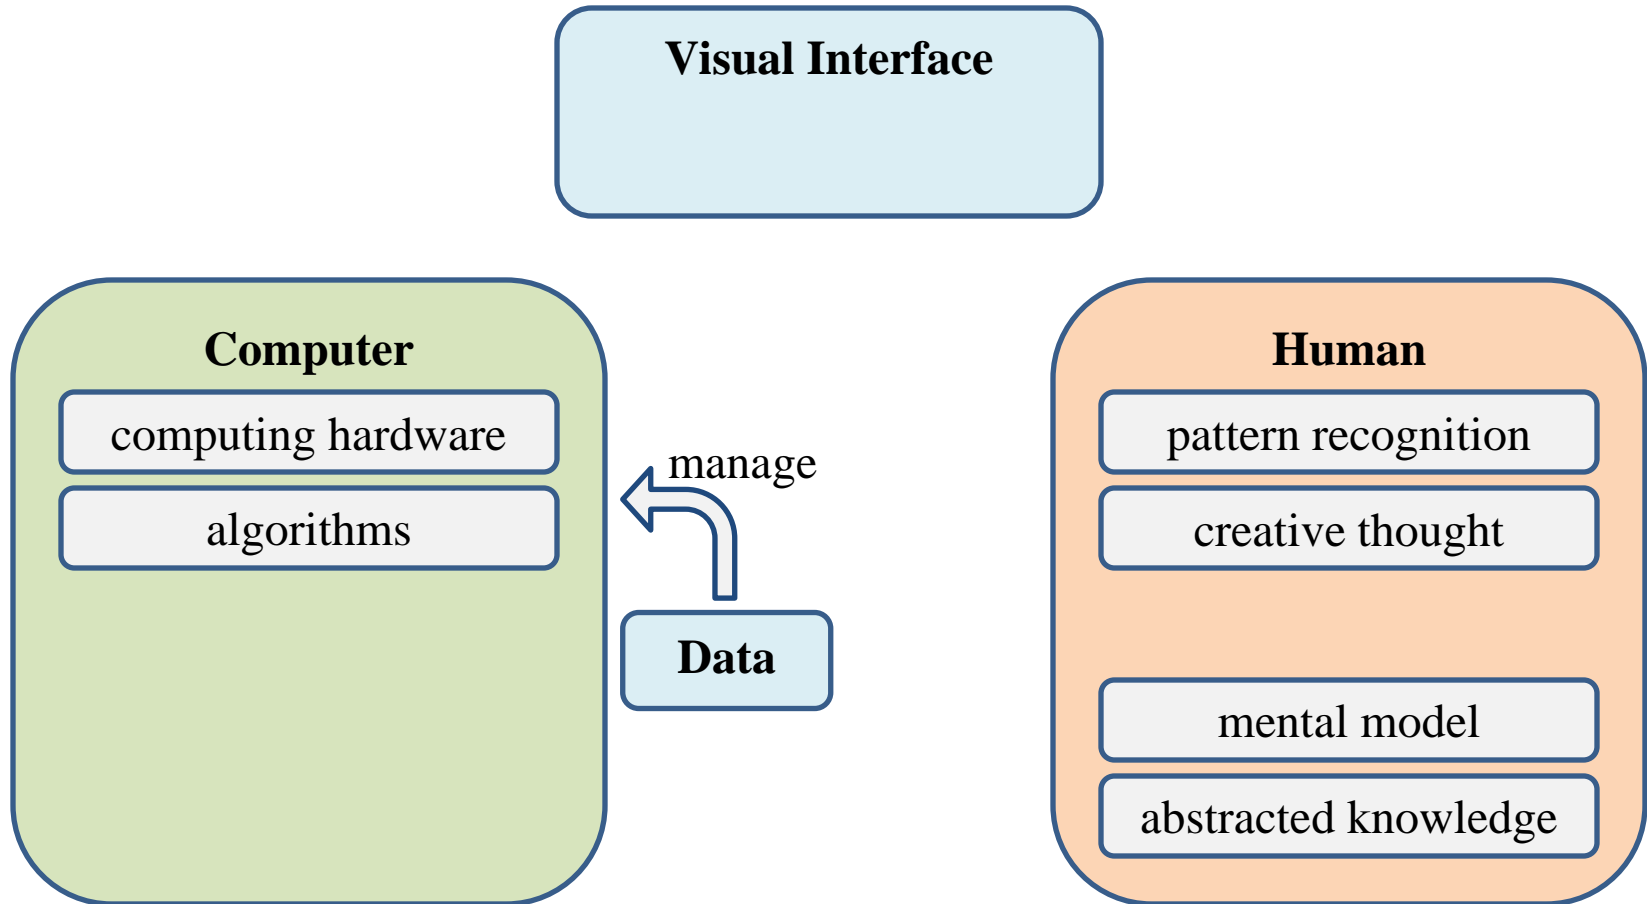 Visual Interface
Computer
computing hardware
algorithms
manage
Data
Human
pattern recognition
creative thought
mental model
abstracted knowledge